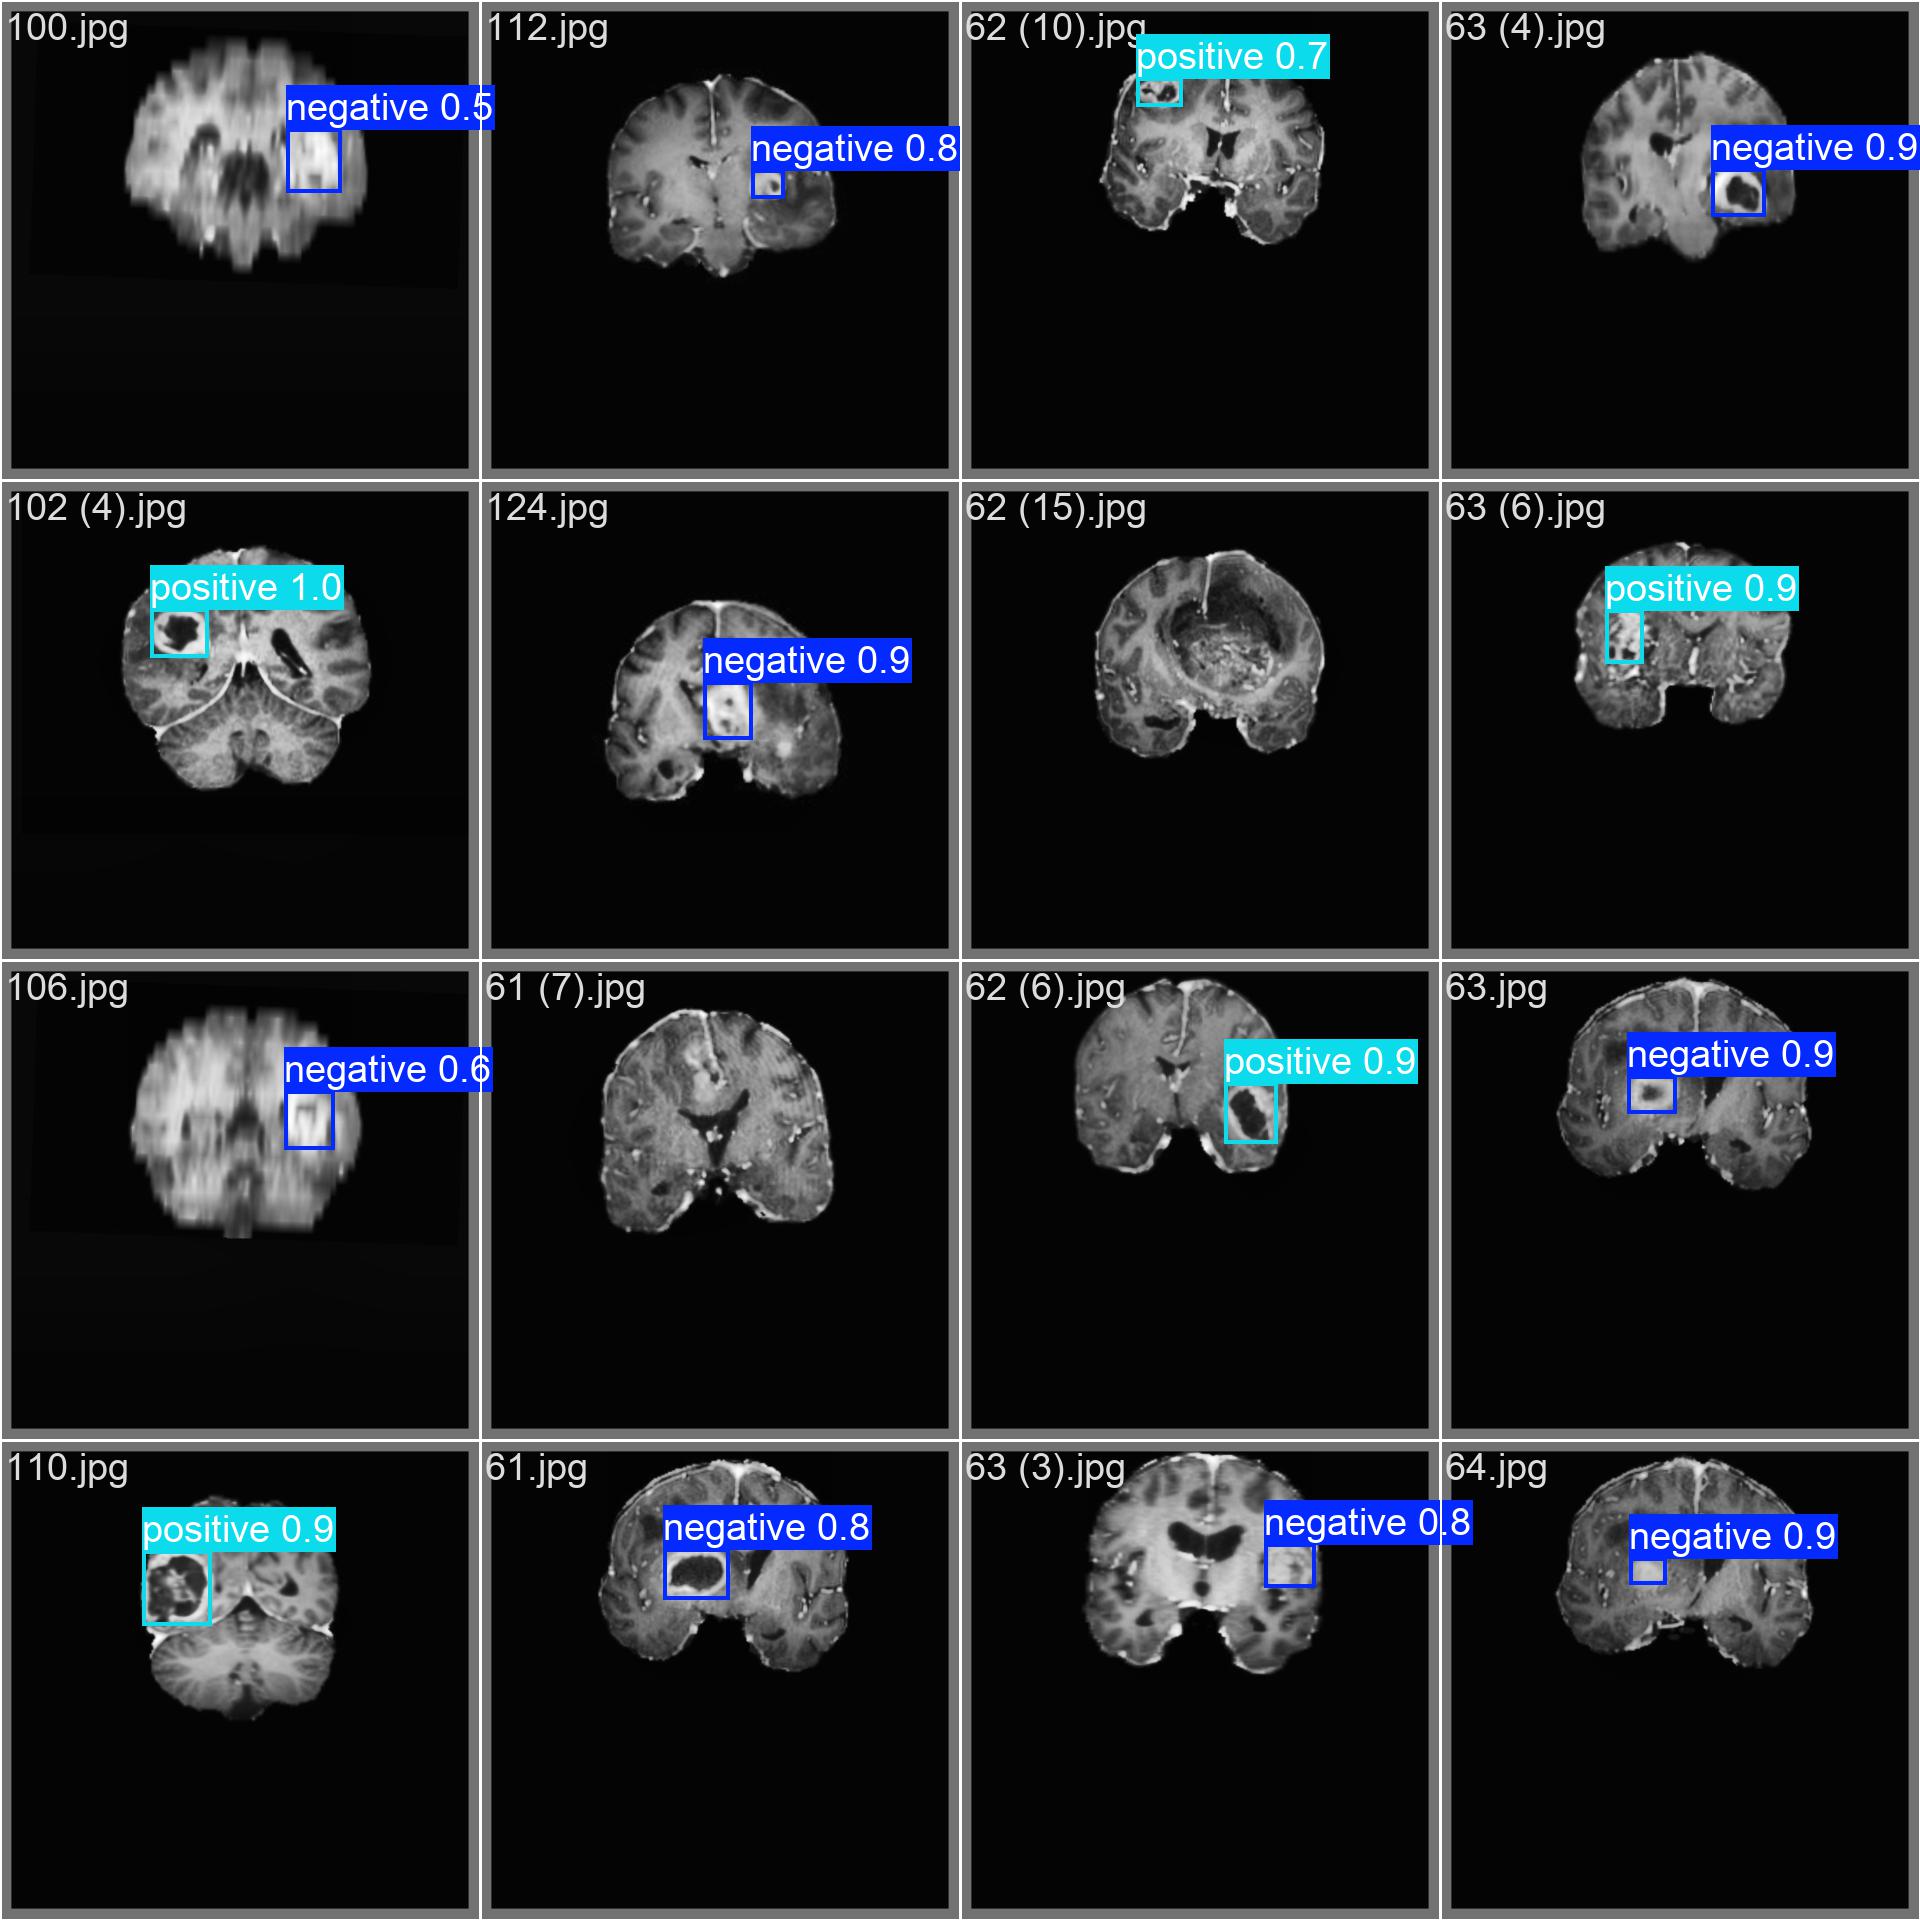 100.jpg
negative 0.5
112.jpg
negative 0.8
62 (10).jpg
positive 0.7
63 (4).jpg
negative 0.9
102 (4).jpg
positive 1.0
124.jpg
negative 0.9
62 (15).jpg
63 (6).jpg
positive 0.9
106.jpg
negative 0.6
61 (7).jpg
62 (6).jpg
positive 0.9
63.jpg
negative 0.9
110.jpg
positive 0.9
61.jpg
negative 0.8
63 (3).jpg
negative 0.8
64.jpg
negative 0.9